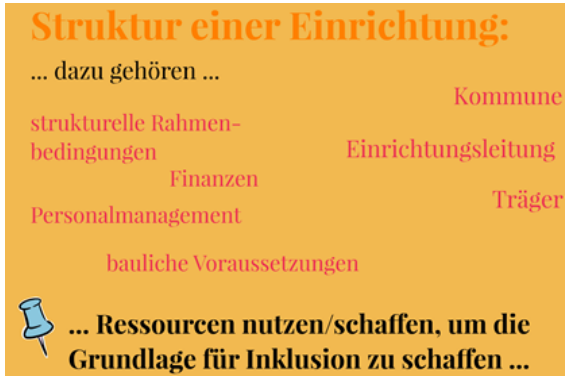 Struktur einer Einrichtung:
... dazu gehören ...
Kommune
strukturelle Rahmen-
bedingungen
Einrichtungsleitung
Finanzen
Träger
Personalmanagement
bauliche Voraussetzungen
... Ressourcen nutzen/schaffen, um die
Grundlage für Inklusion zu schaffen ...